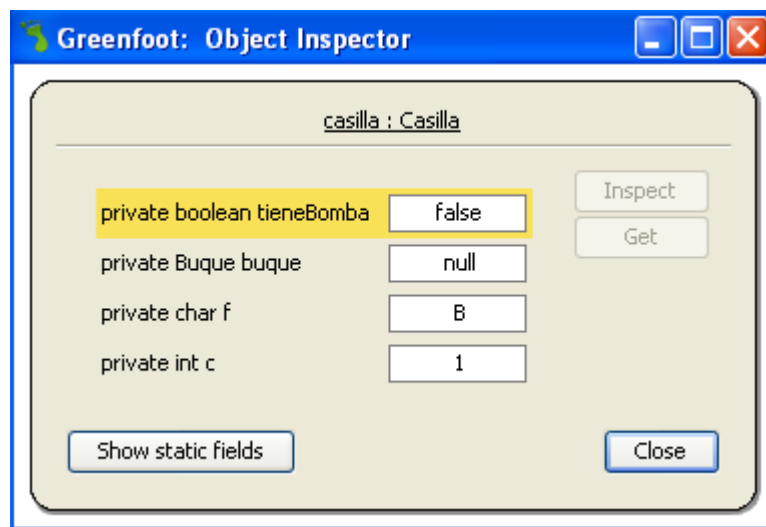 Greenfoot: Object Inspector
casilla : Casilla
private boolean tieneBomba false
Inspect
Get
private Buque buque null
private char f B
private int c 1
Show static fields Close